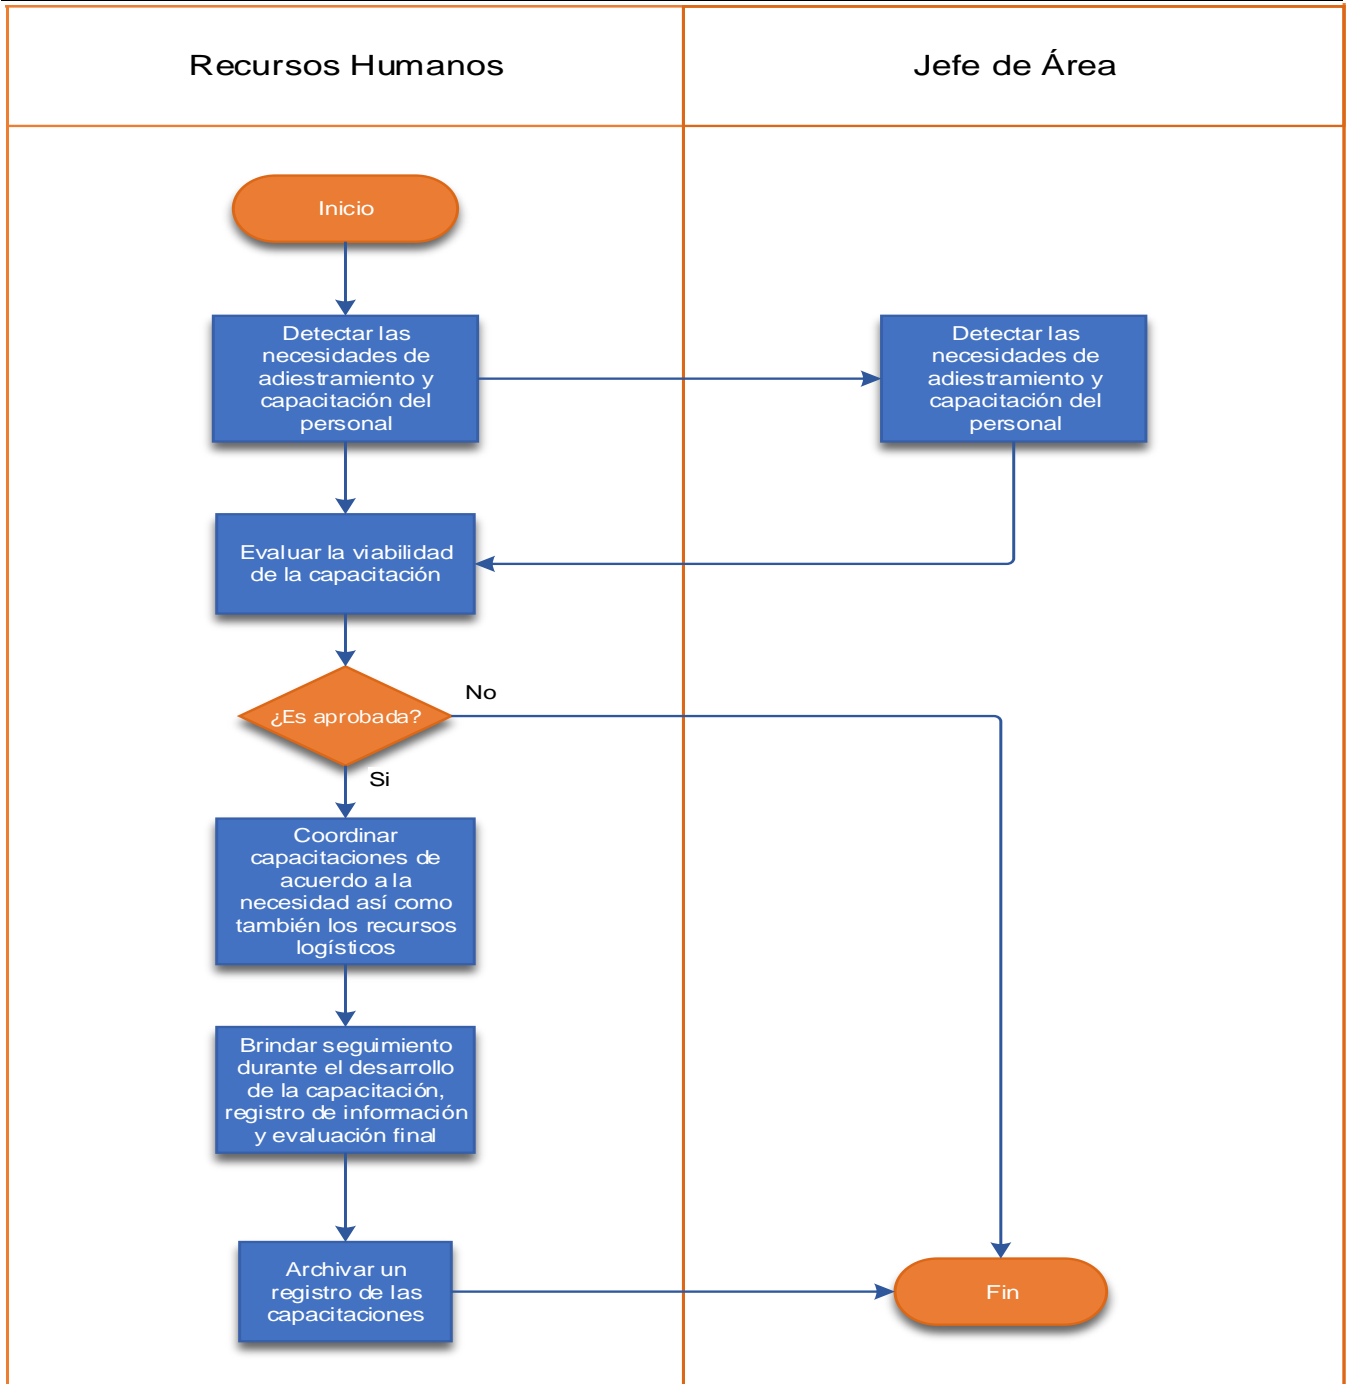 Recursos Humanos
Jefe de Área
Inicio
Detectar las
necesidades de
adiestramiento y
capacitación del
personal
Detectar las
necesidades de
adiestramiento y
capacitación del
personal
Evaluar la viabilidad
de la capacitación
¿Es aprobada?
No
Si
Coordinar
capacitaciones de
acuerdo a la
necesidad así como
también los recursos
logísticos
Brindar seguimiento
durante el desarrollo
de la capacitación,
registro de información
y evaluación final
Archivar un
registro de las
capacitaciones
Fin